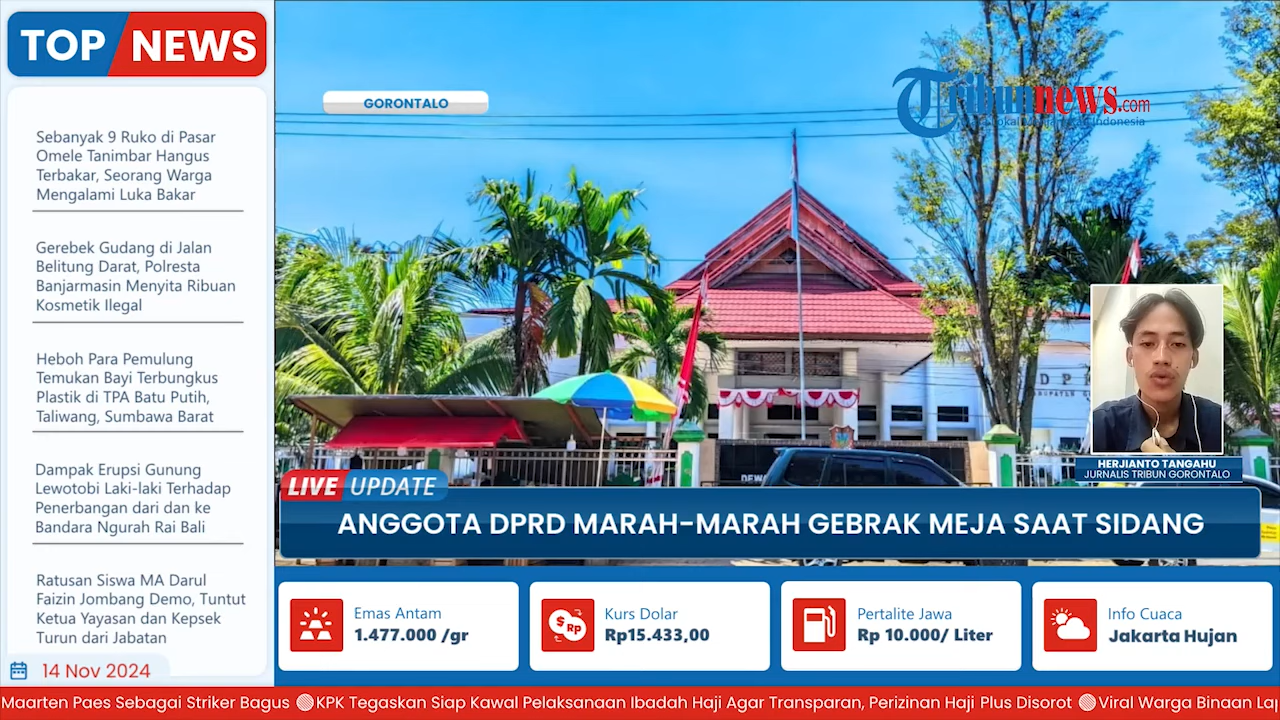 TOP NEWS
Sebanyak 9 Ruko di Pasar
Omele Tanimbar Hangus
Terbakar, Seorang Warga
Mengalami Luka Bakar
Gerebek Gudang di Jalan
Belitung Darat, Polresta
Banjarmasin Menyita Ribuan
Kosmetik Ilegal
Heboh Para Pemulung
Temukan Bayi Terbungkus
Plastik di TPA Batu Putih,
Taliwang, Sumbawa Barat
Dampak Erupsi Gunung
Lewotobi Laki-laki Terhadap
Penerbangan dari dan ke
Bandara Ngurah Rai Bali
Ratusan Siswa MA Darul
Faizin Jombang Demo, Tuntut
Ketua Yayasan dan Kepsek
Turun dari Jabatan
14 Nov 2024
GORONTALO
Tribunnews.com
Indonesia
DPR
DEWA
HERJIANTO TANGAHU
JURNALIS TRIBUN GORONTALO
LIVE UPDATE
ANGGOTA DPRD MARAH-MARAH GEBRAK MEJA SAAT SIDANG
Emas Antam
1.477.000 /gr
Kurs Dolar
Rp15.433,00
Pertalite Jawa
Rp 10.000/ Liter
Info Cuaca
Jakarta Hujan
Maarten Paes Sebagai Striker Bagus KPK Tegaskan Siap Kawal Pelaksanaan Ibadah Haji Agar Transparan, Perizinan Haji Plus Disorot Viral Warga Binaan Lap